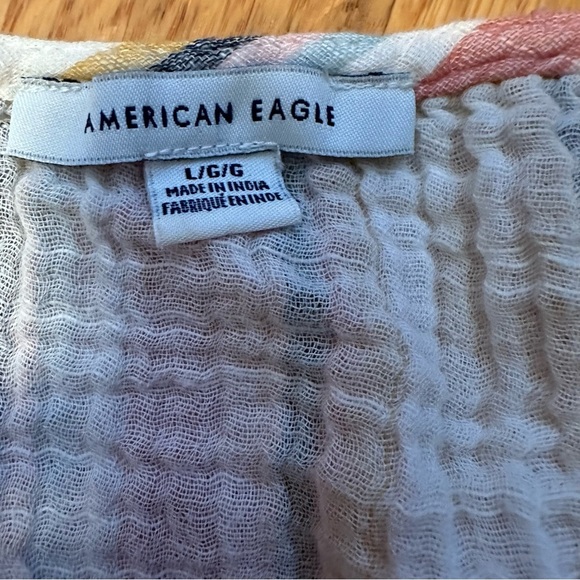 AMERICAN EAGLE
L/G/G
MADE IN INDIA
FABRIQUÉ EN INDE